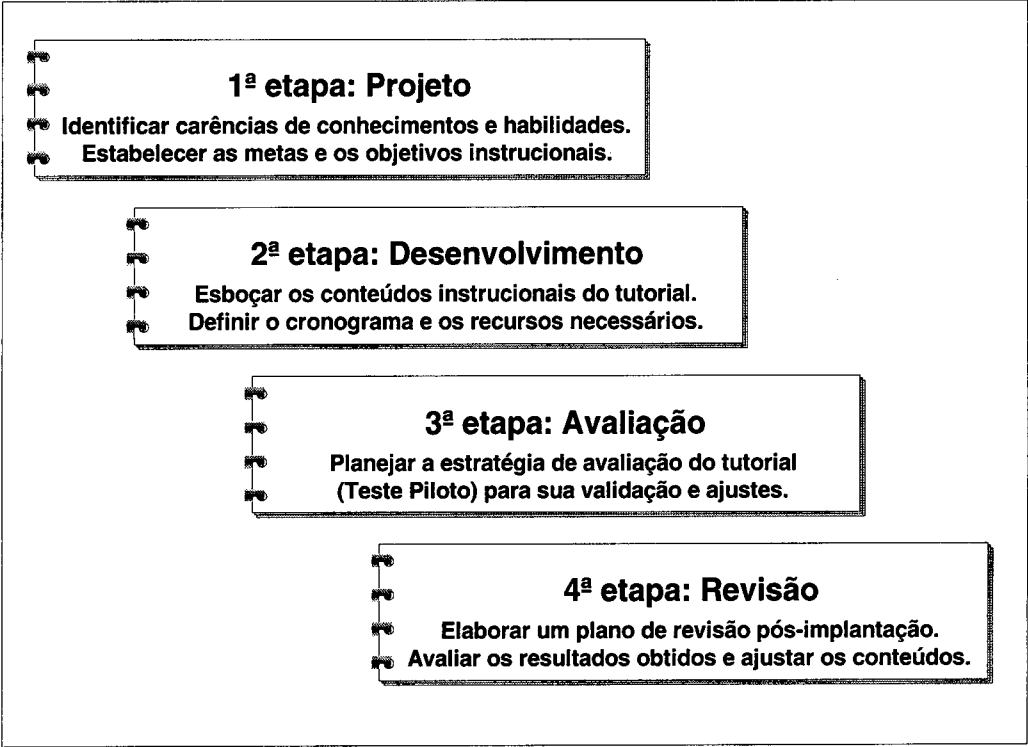 1ª etapa: Projeto
Identificar carências de conhecimentos e habilidades.
Estabelecer as metas e os objetivos instrucionais.
2ª etapa: Desenvolvimento
Esboçar os conteúdos instrucionais do tutorial.
Definir o cronograma e os recursos necessários.
3ª etapa: Avaliação
Planejar a estratégia de avaliação do tutorial
(Teste Piloto) para sua validação e ajustes.
4ª etapa: Revisão
Elaborar um plano de revisão pós-implantação.
Avaliar os resultados obtidos e ajustar os conteúdos.